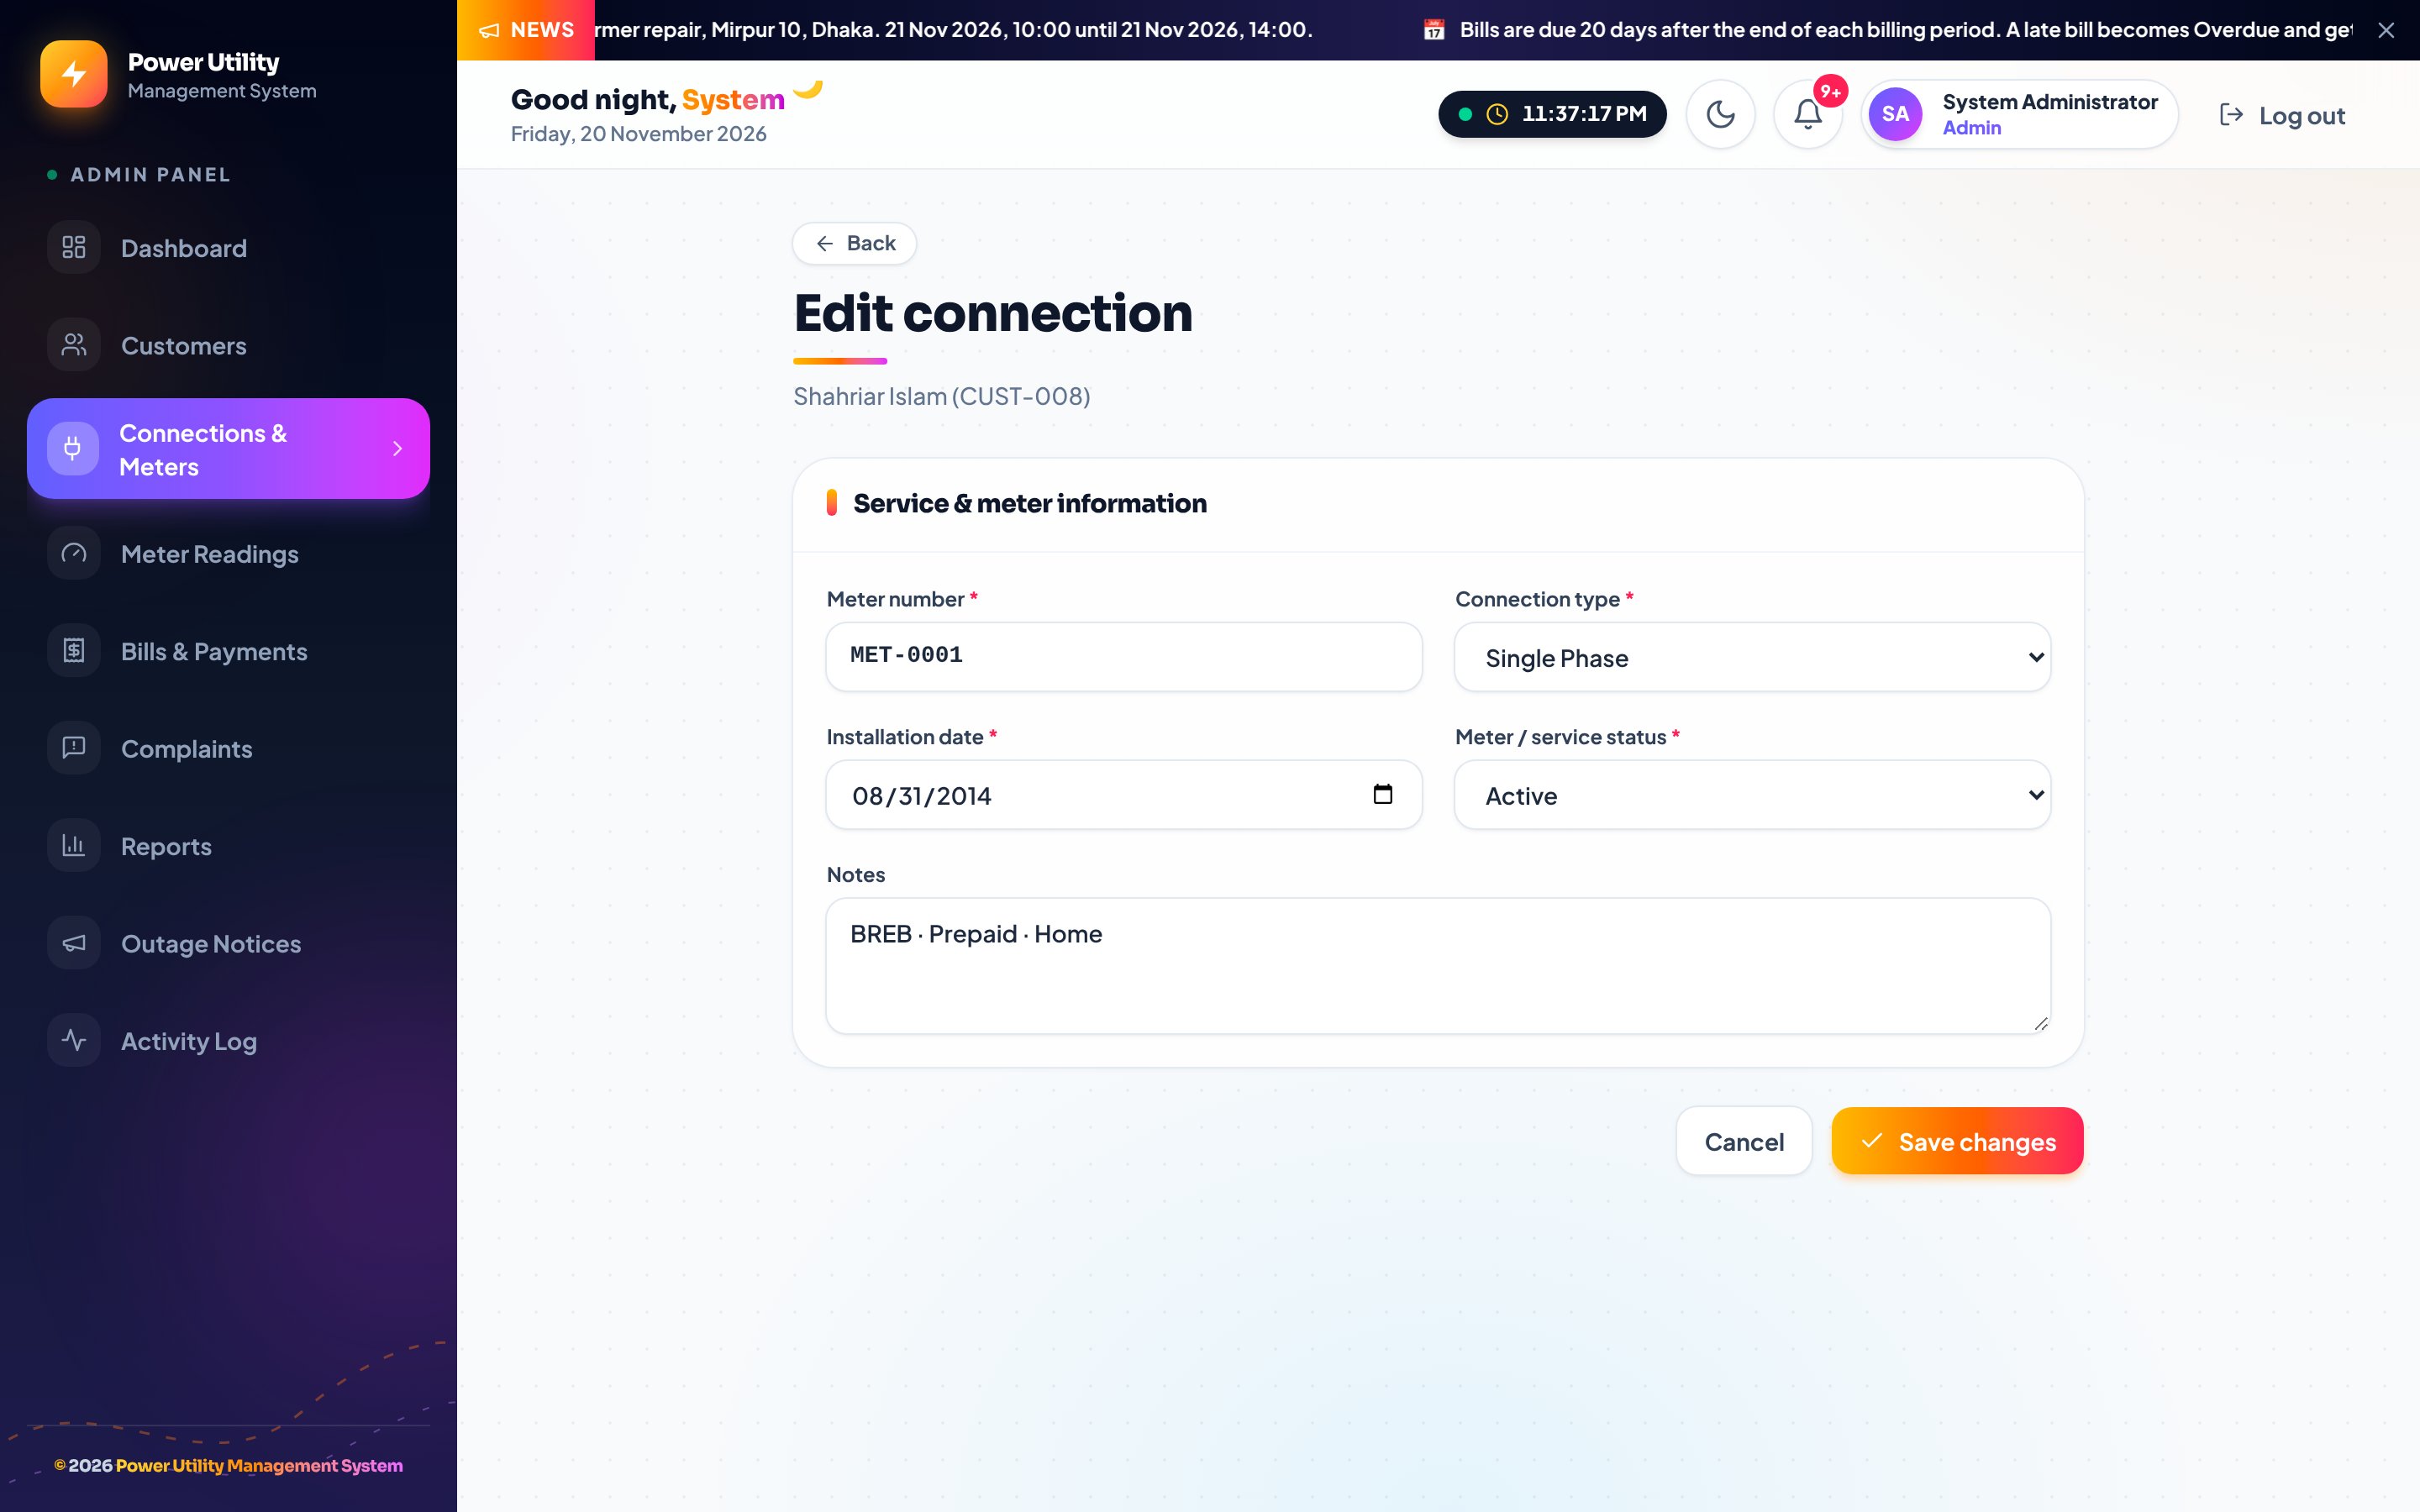 Power Utility
Management System
ADMIN PANEL
Dashboard
Customers
Connections &
Meters
Meter Readings
Bills & Payments
Complaints
Reports
Outage Notices
Activity Log
© 2026 Power Utility Management System
NEWS
repair, Mirpur 10, Dhaka. 21 Nov 2026, 10:00 until 21 Nov 2026, 14:00.
Bills are due 20 days after the end of each billing period. A late bill becomes Overdue and
Good night, System
Friday, 20 November 2026
11:37:17 PM
9+
SA
System Administrator
Admin
Log out
Back
Edit connection
Shahriar Islam (CUST-008)
Service & meter information
Meter number *
MET-0001
Connection type *
Single Phase
Installation date *
08/31/2014
Meter / service status *
Active
Notes
BREB · Prepaid · Home
Cancel
Save changes